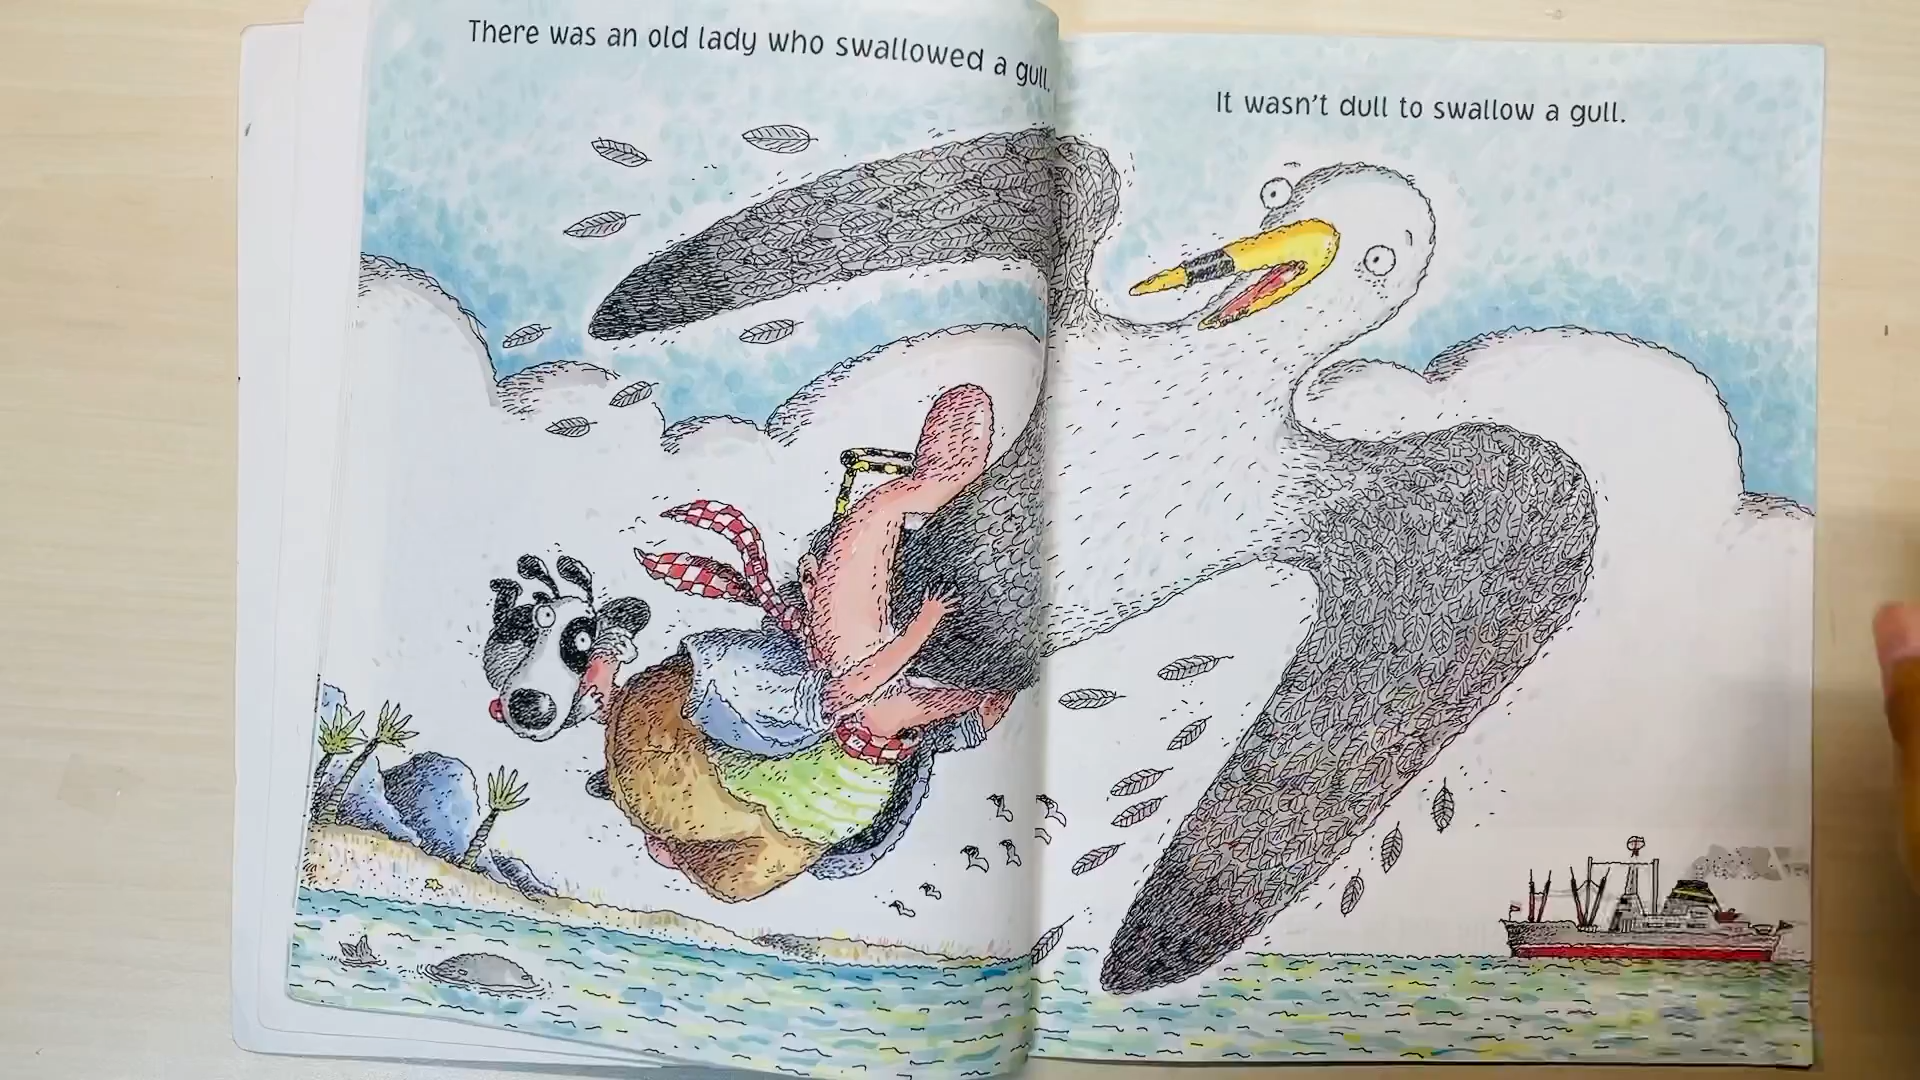 There was an old lady who swallowed a gull.
It wasn't dull to swallow a gull.